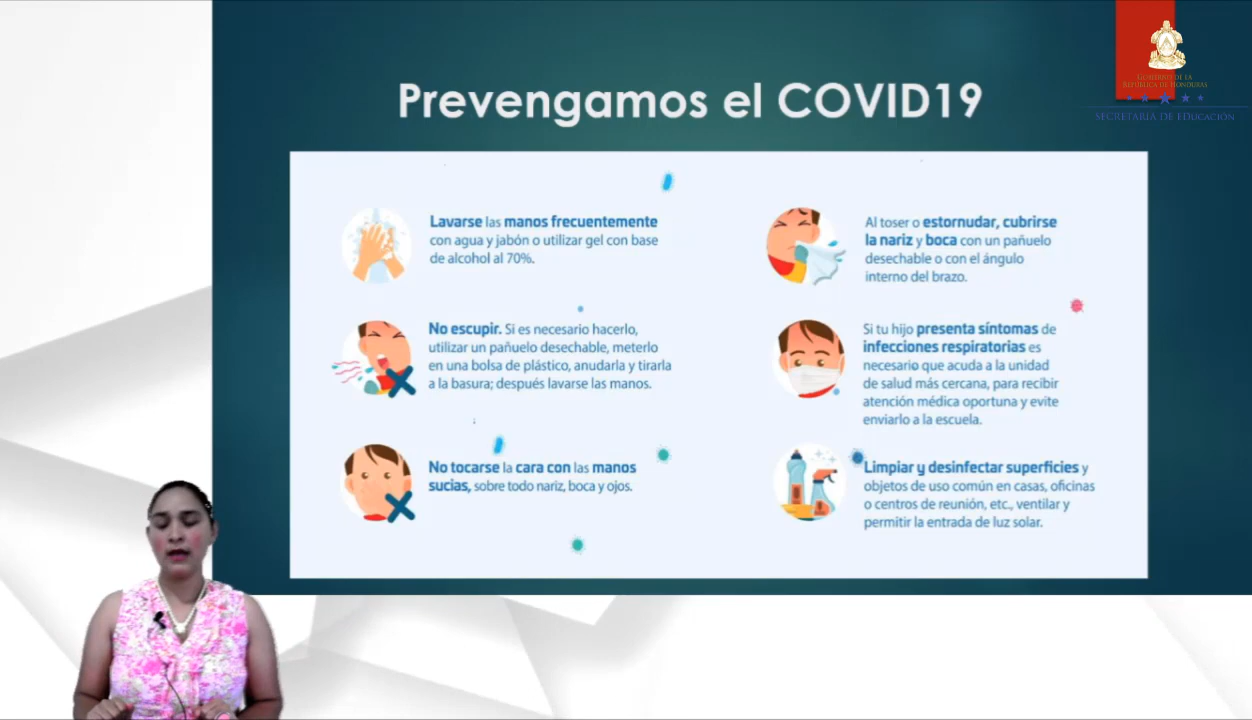 Prevengamos el COVID19
GOBIERNO DE LA
REPÚBLICA DE HONDURAS
SECRETARÍA DE EDUCACIÓN
Lavarse las manos frecuentemente
con agua y jabón o utilizar gel con base
de alcohol al 70%.
No escupir. Si es necesario hacerlo,
utilizar un pañuelo desechable, meterlo
en una bolsa de plástico, anudarla y tirarla
a la basura; después lavarse las manos.
No tocarse la cara con las manos
sucias, sobre todo nariz, boca y ojos.
Al toser o estornudar, cubrirse
la nariz y boca con un pañuelo
desechable o con el ángulo
interno del brazo.
Si tu hijo presenta síntomas de
infecciones respiratorias es
necesario que acuda a la unidad
de salud más cercana, para recibir
atención médica oportuna y evite
enviarlo a la escuela.
Limpiar y desinfectar superficies y
objetos de uso común en casas, oficinas
o centros de reunión, etc., ventilar y
permitir la entrada de luz solar.